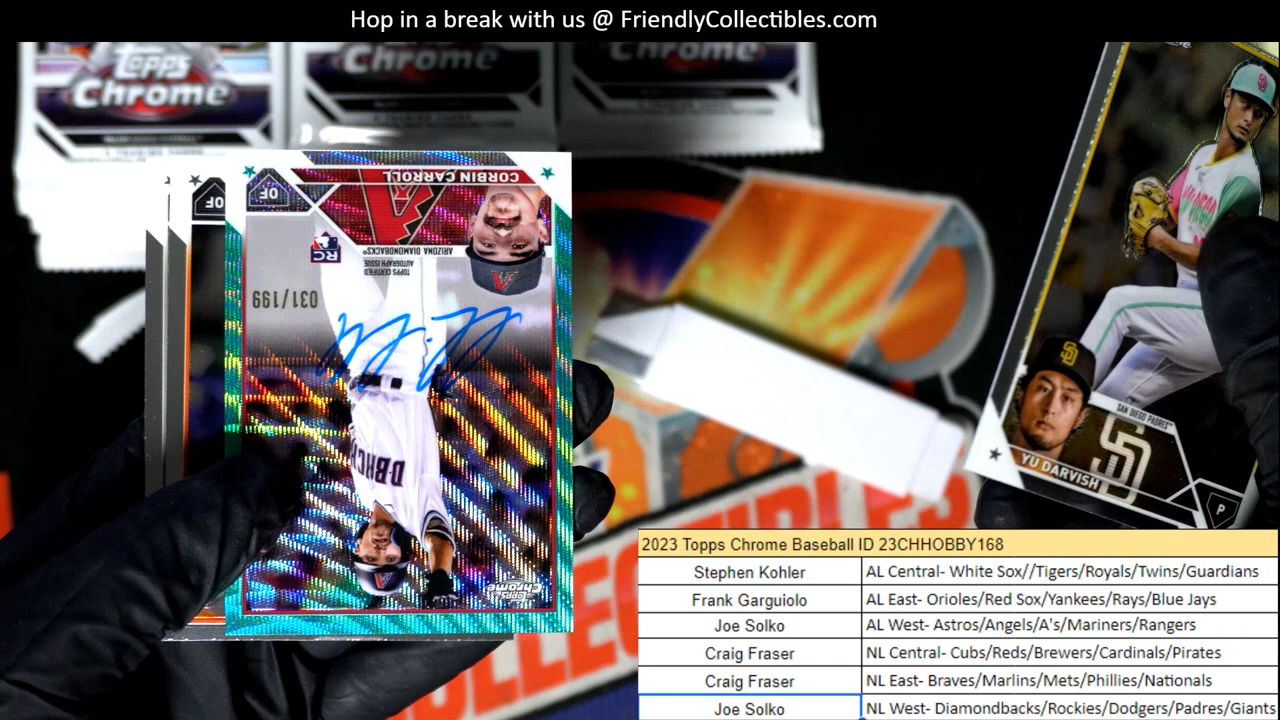 Hop in a break with us @ FriendlyCollectibles.com
Topps
Chrome
Chrome
Chrome
CORBIN CARROLL
OF
OF
ARIZONA DIAMONDBACKS
RC
TOPPS CERTIFIED
AUTOGRAPH ISSUE
031/199
Topps
Chrome
SAN DIEGO PADRES
YU DARVISH
P
2023 Topps Chrome Baseball ID 23CHHOBBY168
Stephen Kohler AL Central- White Sox//Tigers/Royals/Twins/Guardians
Frank Garguiolo AL East- Orioles/Red Sox/Yankees/Rays/Blue Jays
Joe Solko AL West- Astros/Angels/A's/Mariners/Rangers
Craig Fraser NL Central- Cubs/Reds/Brewers/Cardinals/Pirates
Craig Fraser NL East- Braves/Marlins/Mets/Phillies/Nationals
Joe Solko NL West- Diamondbacks/Rockies/Dodgers/Padres/Giants